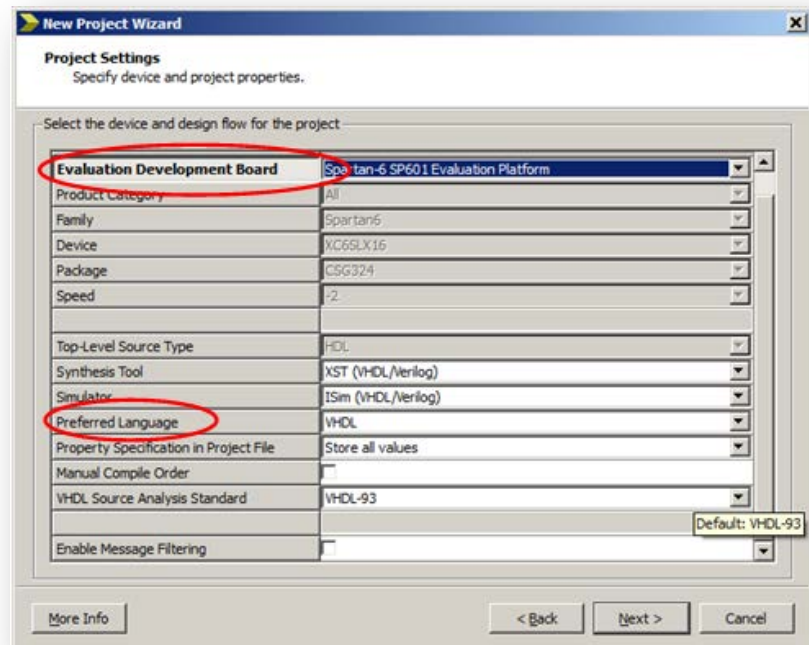 New Project Wizard
Project Settings
Specify device and project properties.
Select the device and design flow for the project
Evaluation Development Board Spartan-6 SP601 Evaluation Platform
Product Category All
Family Spartan6
Device XC6SLX16
Package CSG324
Speed -2
Top-Level Source Type HDL
Synthesis Tool XST (VHDL/Verilog)
Simulator ISim (VHDL/Verilog)
Preferred Language VHDL
Property Specification in Project File Store all values
Manual Compile Order
VHDL Source Analysis Standard VHDL-93
Default: VHDL-93
Enable Message Filtering
More Info < Back Next > Cancel